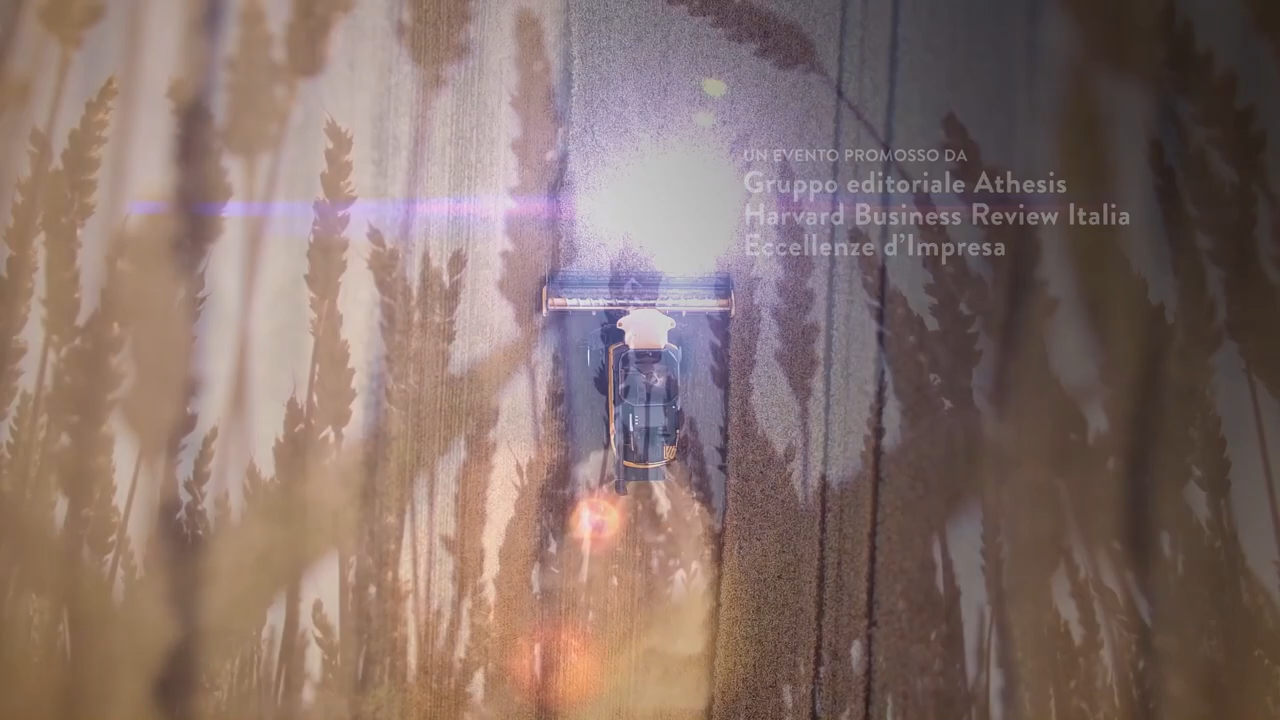 UN EVENTO PROMOSSO DA
Gruppo editoriale Athesis
Harvard Business Review Italia
Eccellenze d'Impresa